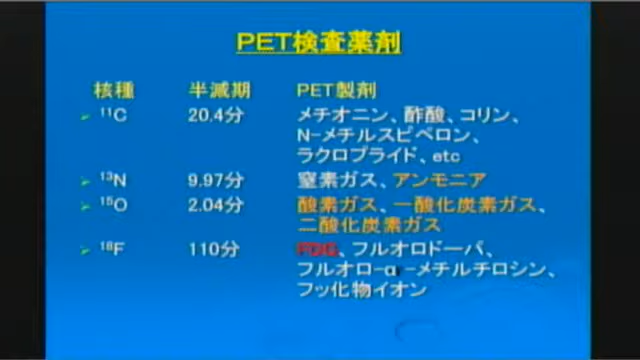 PET検査薬剤
核種 半減期 PET製剤
¹¹C 20.4分 メチオニン、酢酸、コリン、
N-メチルスピペロン、
ラクロプライド、etc
¹³N 9.97分 窒素ガス、アンモニア
¹⁵O 2.04分 酸素ガス、一酸化炭素ガス、
二酸化炭素ガス
¹⁸F 110分 FDG、フルオロドーパ、
フルオロ-α-メチルチロシン、
フッ化物イオン